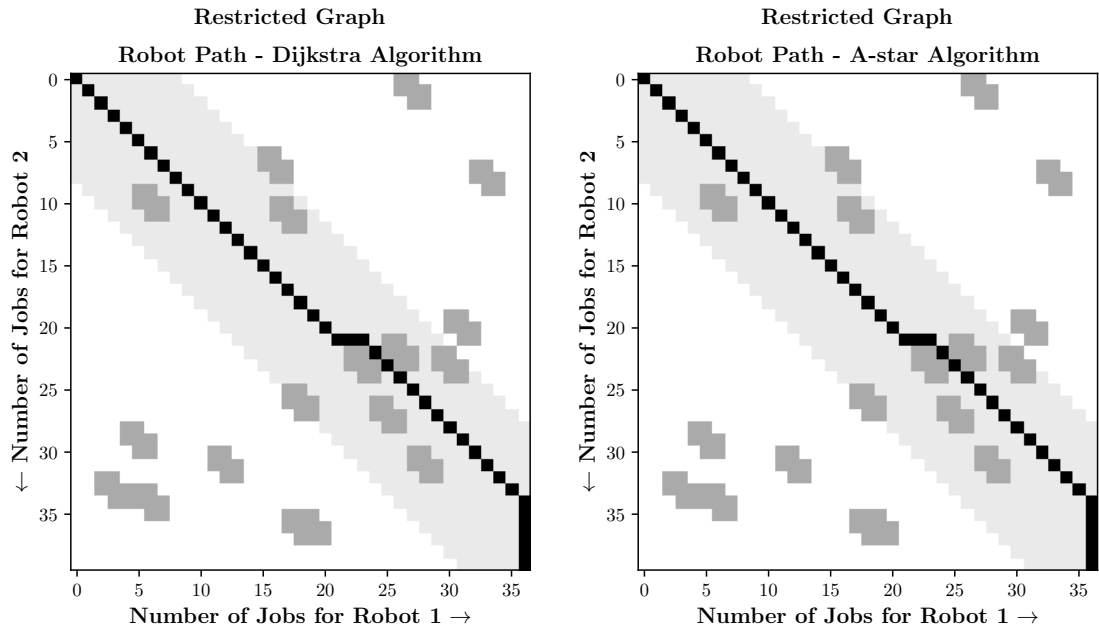 Restricted Graph
Robot Path - Dijkstra Algorithm
0
5
10
15
20
25
30
35
← Number of Jobs for Robot 2
0 5 10 15 20 25 30 35
Number of Jobs for Robot 1 →
Restricted Graph
Robot Path - A-star Algorithm
0
5
10
15
20
25
30
35
← Number of Jobs for Robot 2
0 5 10 15 20 25 30 35
Number of Jobs for Robot 1 →